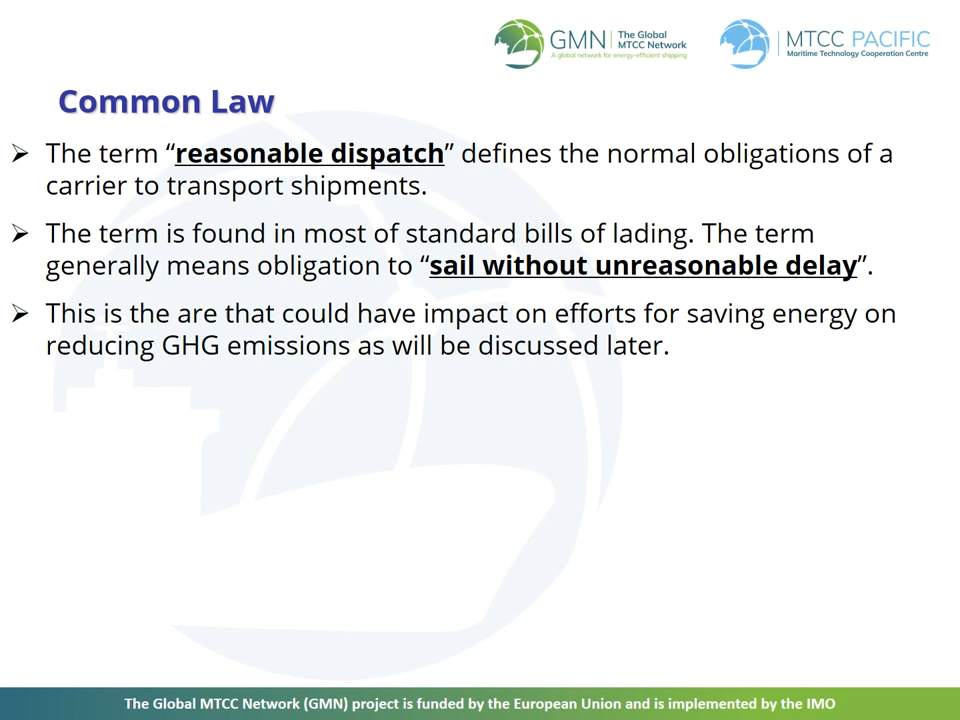 GMN
The Global
MTCC Network
A global network for energy-efficient shipping
MTCC PACIFIC
Maritime Technology Cooperation Centre
Common Law
➢ The term “reasonable dispatch” defines the normal obligations of a
carrier to transport shipments.
➢ The term is found in most of standard bills of lading. The term
generally means obligation to “sail without unreasonable delay”.
➢ This is the are that could have impact on efforts for saving energy on
reducing GHG emissions as will be discussed later.
The Global MTCC Network (GMN) project is funded by the European Union and is implemented by the IMO